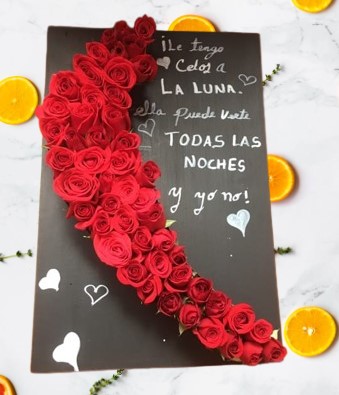 ¡Le tengo
Celos a
LA LUNA.
ella puede verte
TODAS LAS
NOCHES
Y yo no!